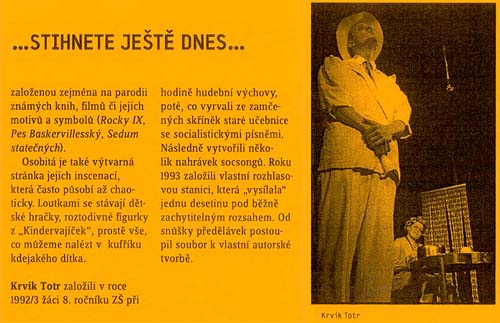 ...STIHNETE JEŠTĚ DNES...
založenou zejména na parodii
známých knih, filmů či jejich
motivů a symbolů (Rocky IX,
Pes Baskervillesský, Sedum
statečných).
Osobitá je také výtvarná
stránka jejich inscenací,
která často působí až chao-
ticky. Loutkami se stávají dět-
ské hračky, roztodivné figurky
z „Kindervajíček“, prostě vše,
co můžeme nalézt v kufříku
kdejakého dítka.
Krvik Totr založili v roce
1992/3 žáci 8. ročníku ZŠ při
hodině hudební výchovy,
poté, co vyrvali ze zamče-
ných skříněk staré učebnice
se socialistickými písněmi.
Následně vytvořili něko-
lik nahrávek socsongů. Roku
1993 založili vlastní rozhlaso-
vou stanici, která „vysílala“
jednu desetinu pod běžně
zachytitelným rozsahem. Od
snůšky předělávek postou-
pil soubor k vlastní autorské
tvorbě.
Krvik Totr